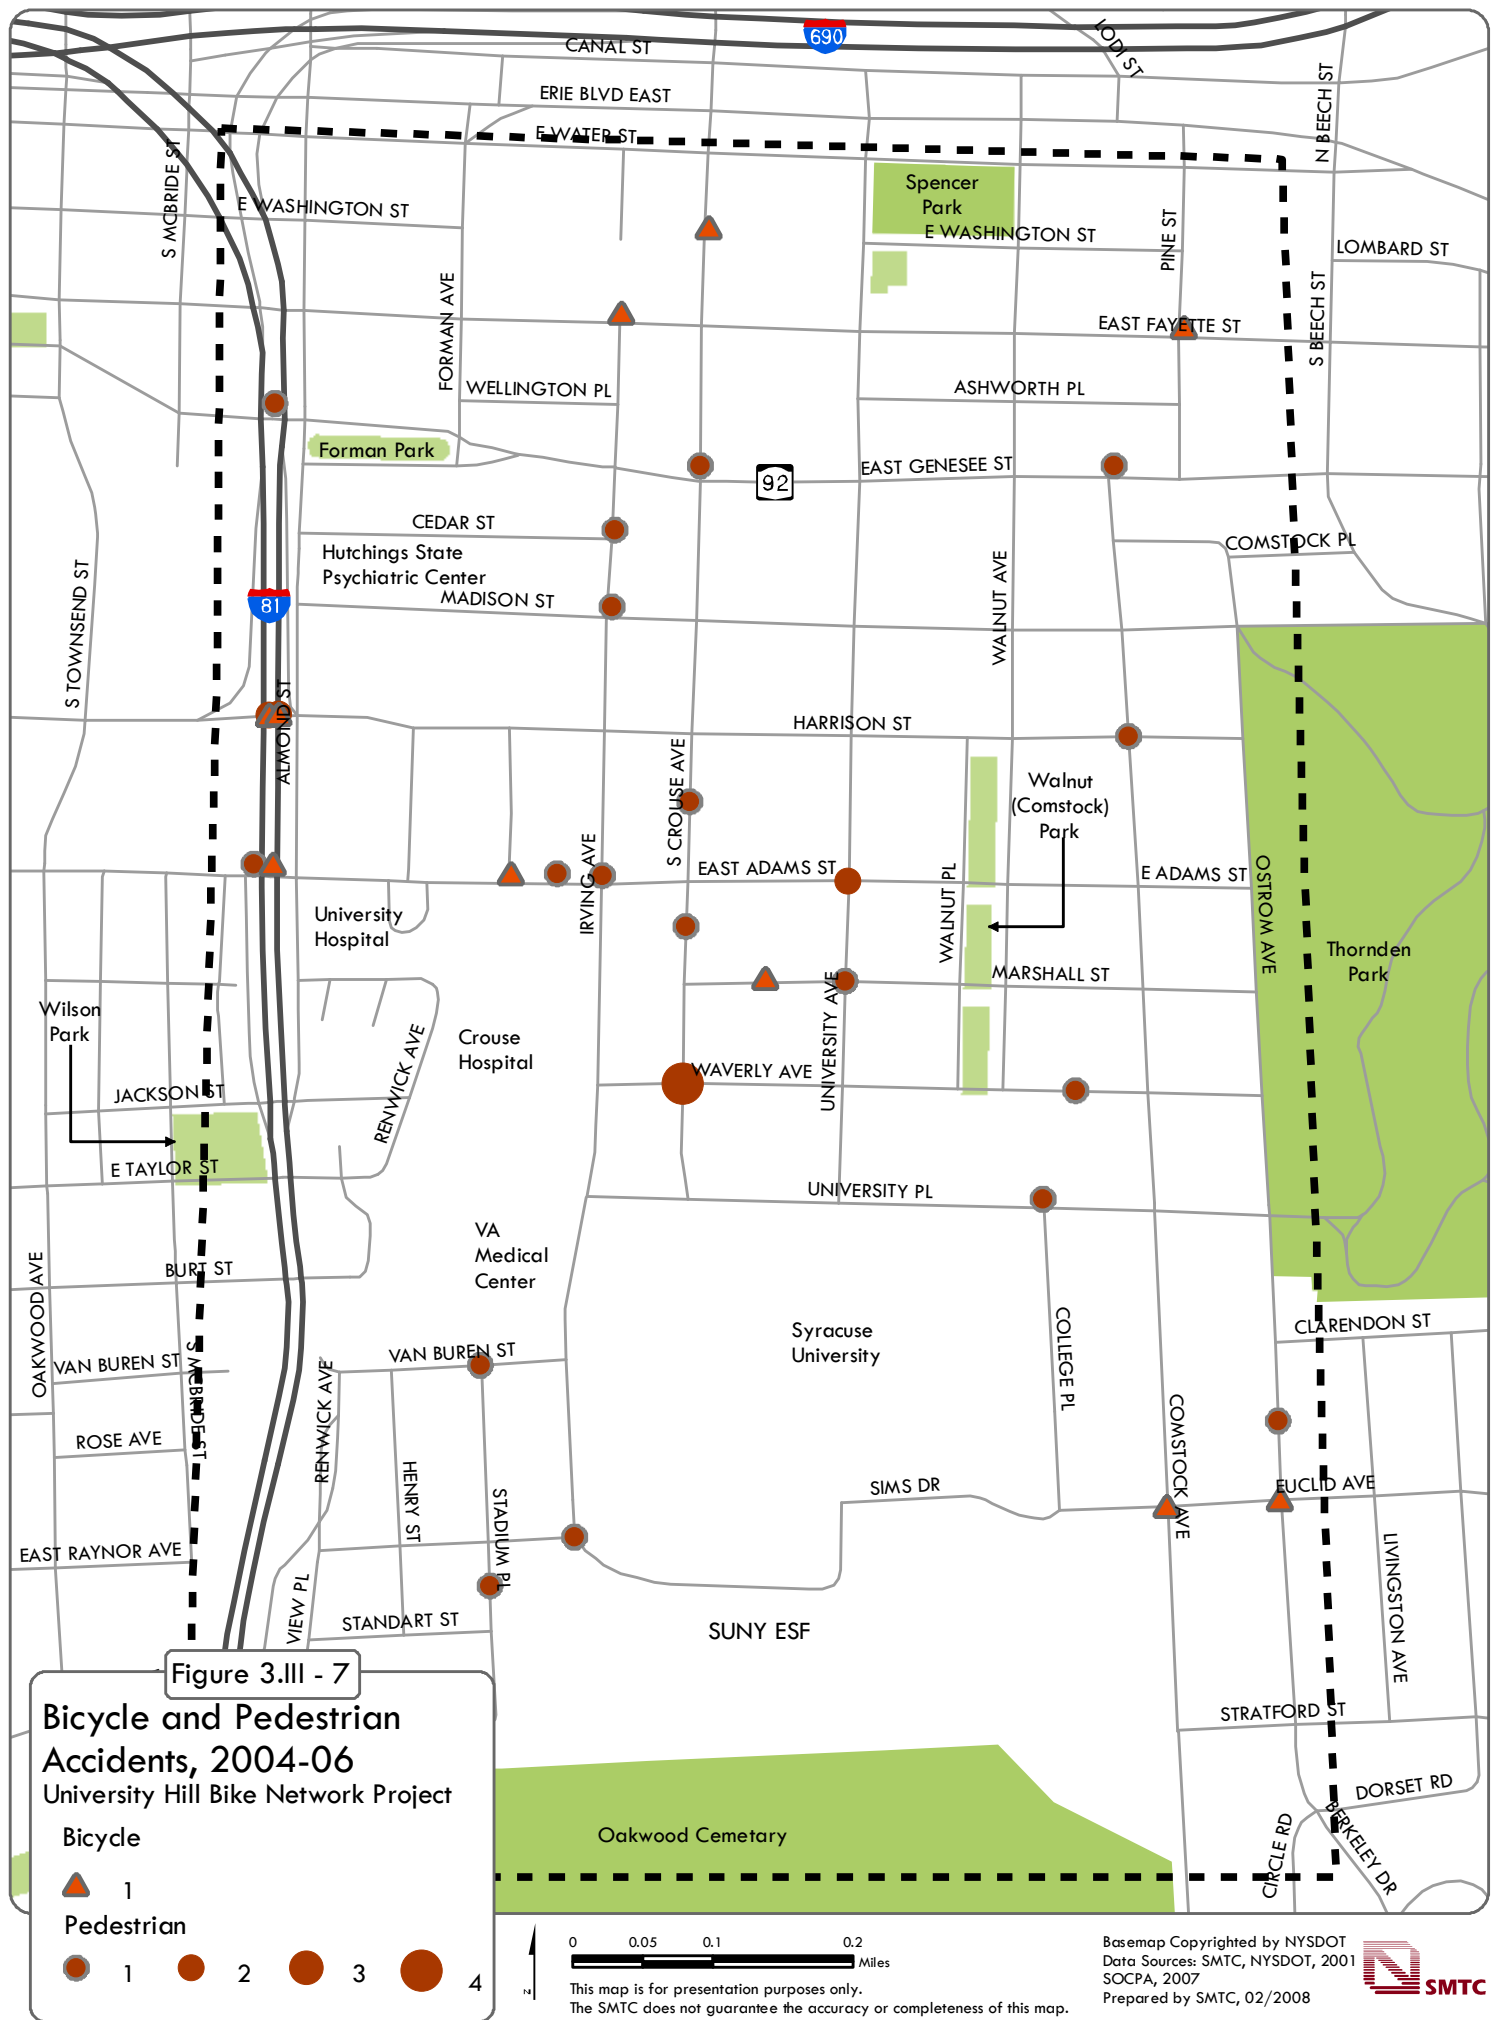 690
CANAL ST
LODI ST
ERIE BLVD EAST
N BEECH ST
E WATER ST
S MCBRIDE ST
Spencer
Park
E WASHINGTON ST
E WASHINGTON ST
PINE ST
LOMBARD ST
FORMAN AVE
EAST FAYETTE ST
S BEECH ST
WELLINGTON PL
ASHWORTH PL
Forman Park
92
EAST GENESEE ST
CEDAR ST
COMSTOCK PL
Hutchings State
Psychiatric Center
S TOWNSEND ST
81
MADISON ST
WALNUT AVE
ALMOND ST
HARRISON ST
S CROUSE AVE
Walnut
(Comstock)
Park
IRVING AVE
EAST ADAMS ST
WALNUT PL
E ADAMS ST
OSTROM AVE
University
Hospital
Thornden
Park
MARSHALL ST
UNIVERSITY AVE
Wilson
Park
RENWICK AVE
Crouse
Hospital
WAVERLY AVE
JACKSON ST
E TAYLOR ST
UNIVERSITY PL
VA
Medical
Center
OAKWOOD AVE
BURT ST
Syracuse
University
COLLEGE PL
CLARENDON ST
VAN BUREN ST
S MCBRIDE ST
VAN BUREN ST
RENWICK AVE
COMSTOCK AVE
ROSE AVE
HENRY ST
STADIUM PL
SIMS DR
EUCLID AVE
EAST RAYNOR AVE
LIVINGSTON AVE
VIEW PL
STANDART ST
SUNY ESF
STRATFORD ST
DORSET RD
BERKELEY DR
CIRCLE RD
Oakwood Cemetary
Figure 3.III - 7
Bicycle and Pedestrian
Accidents, 2004-06
University Hill Bike Network Project
Bicycle
1
Pedestrian
1 2 3 4
z
0 0.05 0.1 0.2
Miles
This map is for presentation purposes only.
The SMTC does not guarantee the accuracy or completeness of this map.
Basemap Copyrighted by NYSDOT
Data Sources: SMTC, NYSDOT, 2001
SOCPA, 2007
Prepared by SMTC, 02/2008
SMTC